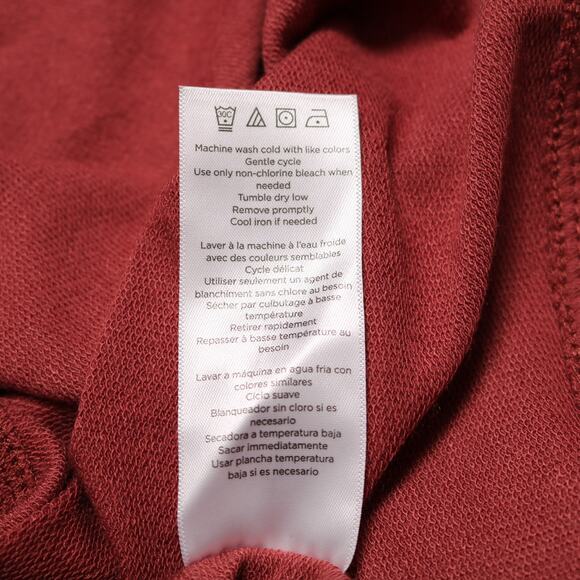 30C
Machine wash cold with like colors
Gentle cycle
Use only non-chlorine bleach when
needed
Tumble dry low
Remove promptly
Cool iron if needed
Laver à la machine à l'eau froide
avec des couleurs semblables
Cycle délicat
Utiliser seulement un agent de
blanchiment sans chlore au besoin
Sécher par culbutage à basse
température
Retirer rapidement
Repasser à basse température au
besoin
Lavar a máquina en agua fria con
colores similares
Ciclo suave
Blanqueador sin cloro si es
necesario
Secadora a temperatura baja
Sacar immediatamente
Usar plancha temperatura
baja si es necesario